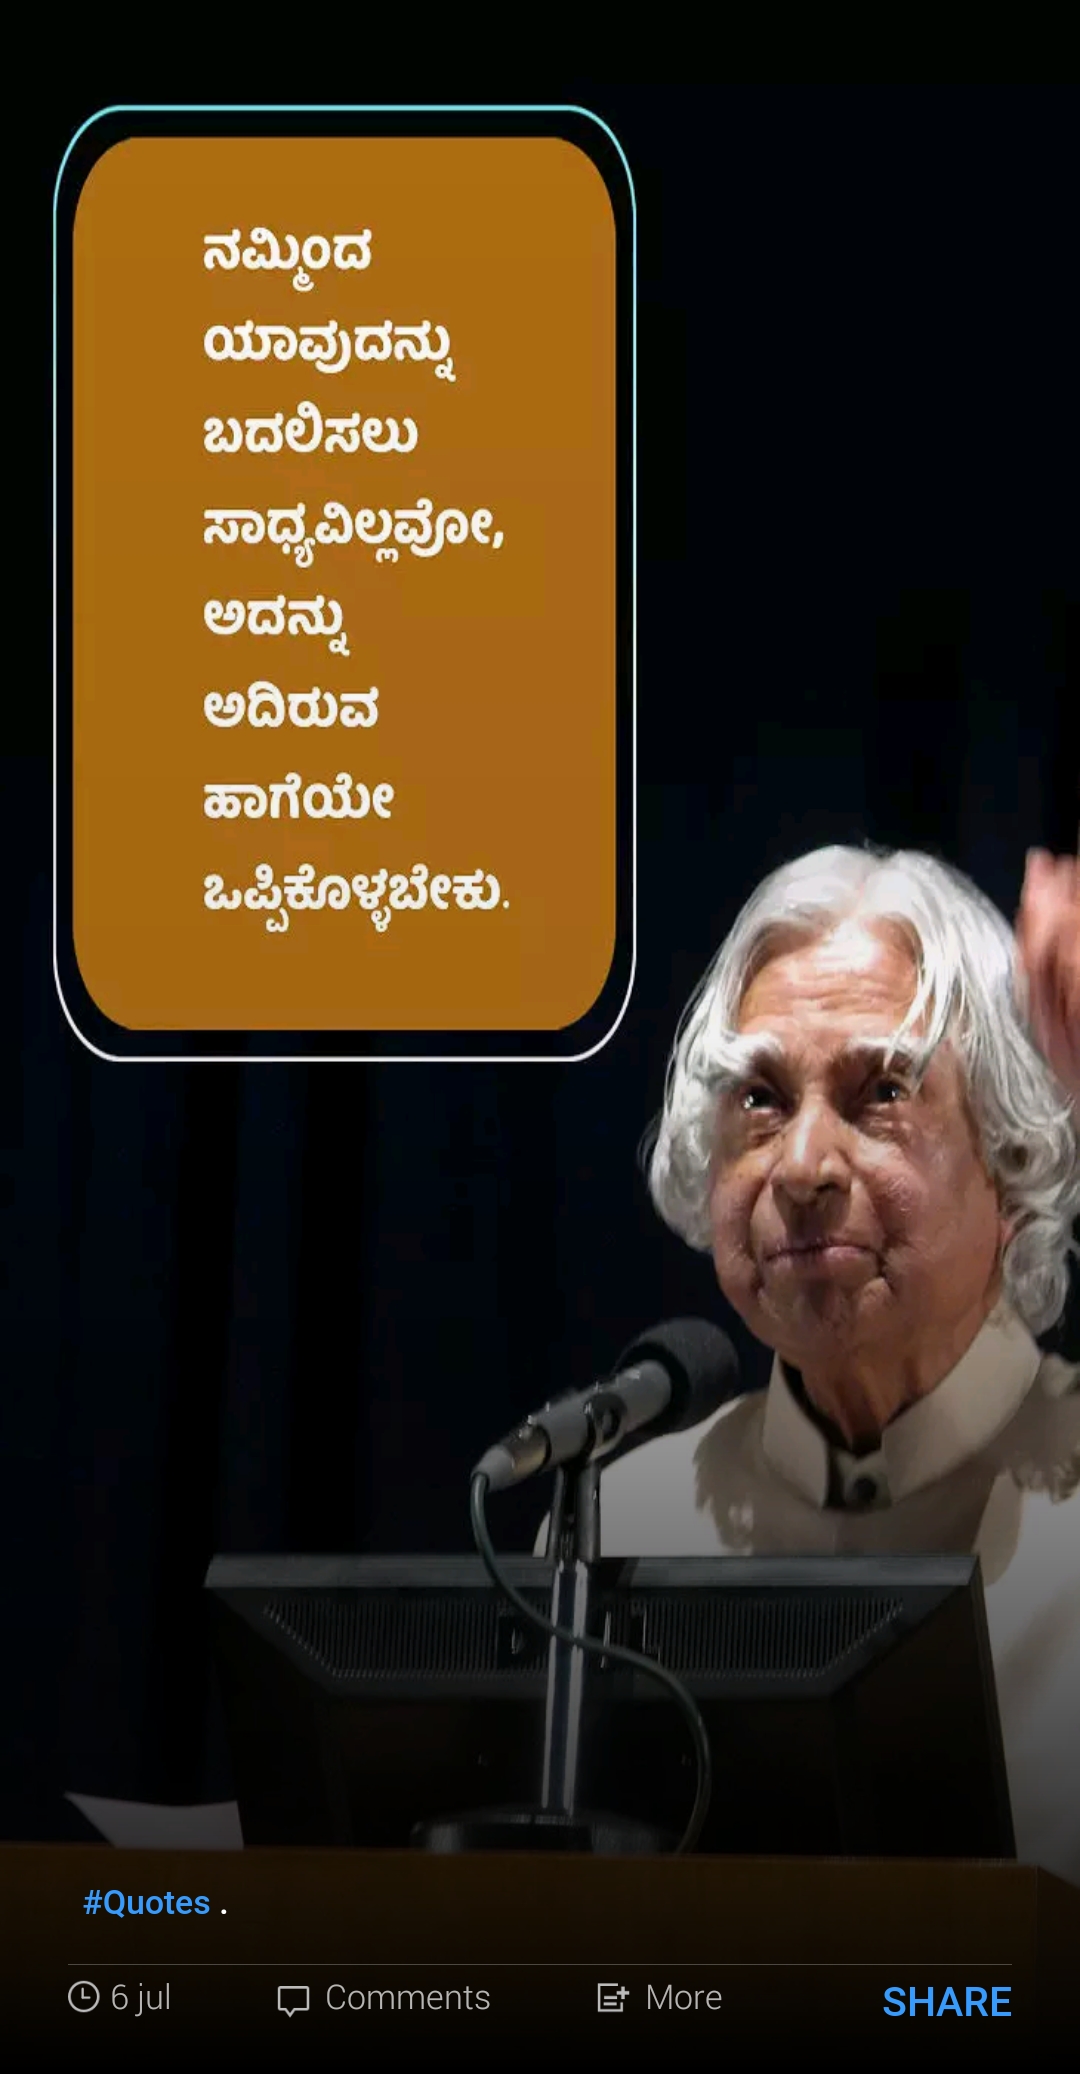 ನಮ್ಮಿಂದ
ಯಾವುದನ್ನು
ಬದಲಿಸಲು
ಸಾಧ್ಯವಿಲ್ಲವೋ,
ಅದನ್ನು
ಅದಿರುವ
ಹಾಗೆಯೇ
ಒಪ್ಪಿಕೊಳ್ಳಬೇಕು.
#Quotes .
6 jul Comments More SHARE